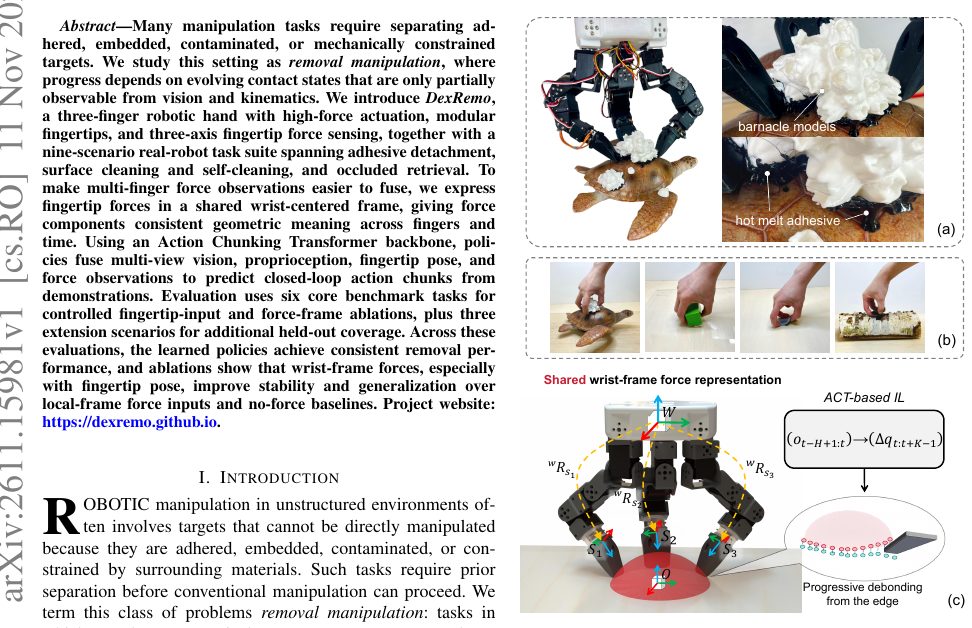 arXiv:2611.15981v1 [cs.RO] 11 Nov 20
Abstract—Many manipulation tasks require separating ad-
hered, embedded, contaminated, or mechanically constrained
targets. We study this setting as removal manipulation, where
progress depends on evolving contact states that are only partially
observable from vision and kinematics. We introduce DexRemo,
a three-finger robotic hand with high-force actuation, modular
fingertips, and three-axis fingertip force sensing, together with a
nine-scenario real-robot task suite spanning adhesive detachment,
surface cleaning and self-cleaning, and occluded retrieval. To
make multi-finger force observations easier to fuse, we express
fingertip forces in a shared wrist-centered frame, giving force
components consistent geometric meaning across fingers and
time. Using an Action Chunking Transformer backbone, poli-
cies fuse multi-view vision, proprioception, fingertip pose, and
force observations to predict closed-loop action chunks from
demonstrations. Evaluation uses six core benchmark tasks for
controlled fingertip-input and force-frame ablations, plus three
extension scenarios for additional held-out coverage. Across these
evaluations, the learned policies achieve consistent removal per-
formance, and ablations show that wrist-frame forces, especially
with fingertip pose, improve stability and generalization over
local-frame force inputs and no-force baselines. Project website:
https://dexremo.github.io.
I. INTRODUCTION
ROBOTIC manipulation in unstructured environments of-
ten involves targets that cannot be directly manipulated
because they are adhered, embedded, contaminated, or con-
strained by surrounding materials. Such tasks require prior
separation before conventional manipulation can proceed. We
term this class of problems removal manipulation: tasks in
barnacle models
hot melt adhesive
(a)
(b)
Shared wrist-frame force representation
W
ʷR_{s₁}
ʷR_{s₂}
ʷR_{s₃}
S₁
S₂
S₃
O
ACT-based IL
(o_{t−H+1:t})→(Δq_{t:t+K−1})
Progressive debonding
from the edge
(c)